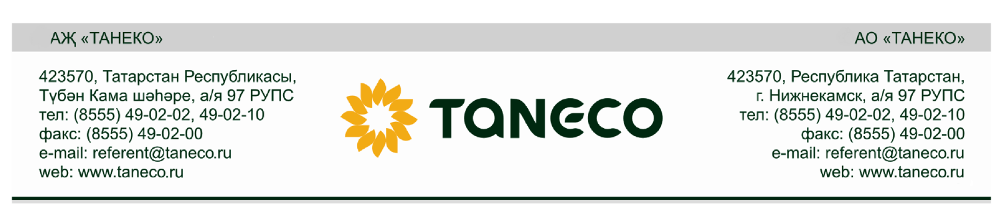 АҖ «ТАНЕКО»
АО «ТАНЕКО»
423570, Татарстан Республикасы,
Түбән Кама шәһәре, а/я 97 РУПС
тел: (8555) 49-02-02, 49-02-10
факс: (8555) 49-02-00
e-mail: referent@taneco.ru
web: www.taneco.ru
TANECO
423570, Республика Татарстан,
г. Нижнекамск, а/я 97 РУПС
тел: (8555) 49-02-02, 49-02-10
факс: (8555) 49-02-00
e-mail: referent@taneco.ru
web: www.taneco.ru